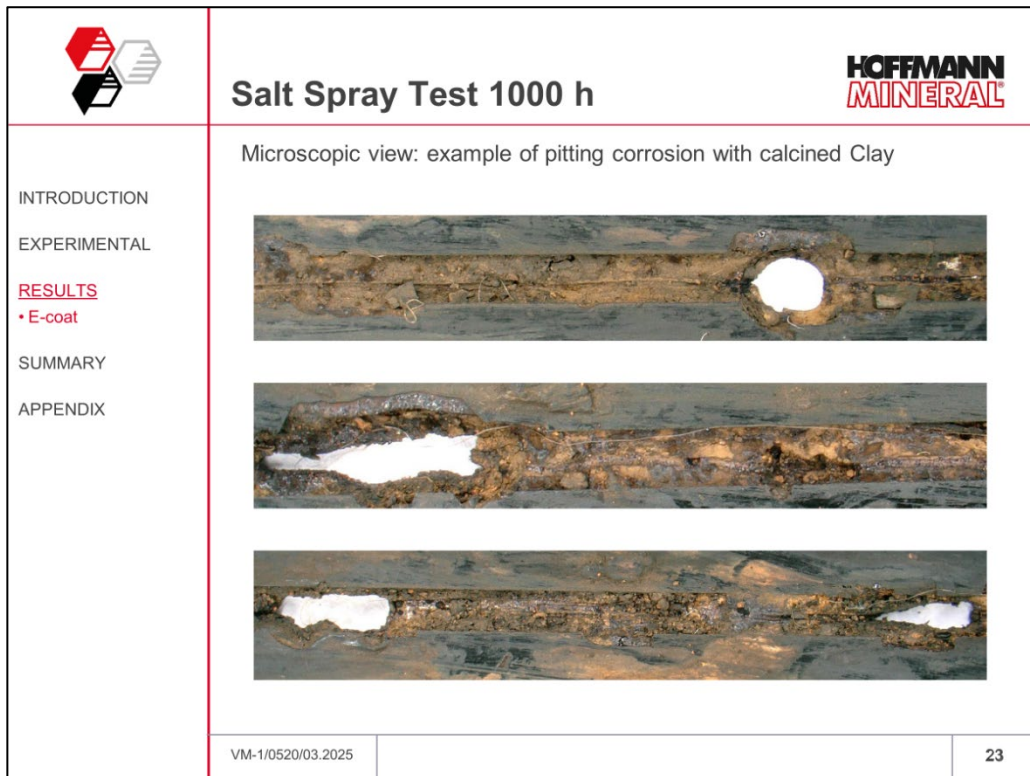 Salt Spray Test 1000 h
HOFFMANN
MINERAL®
Microscopic view: example of pitting corrosion with calcined Clay
INTRODUCTION
EXPERIMENTAL
RESULTS
• E-coat
SUMMARY
APPENDIX
VM-1/0520/03.2025
23